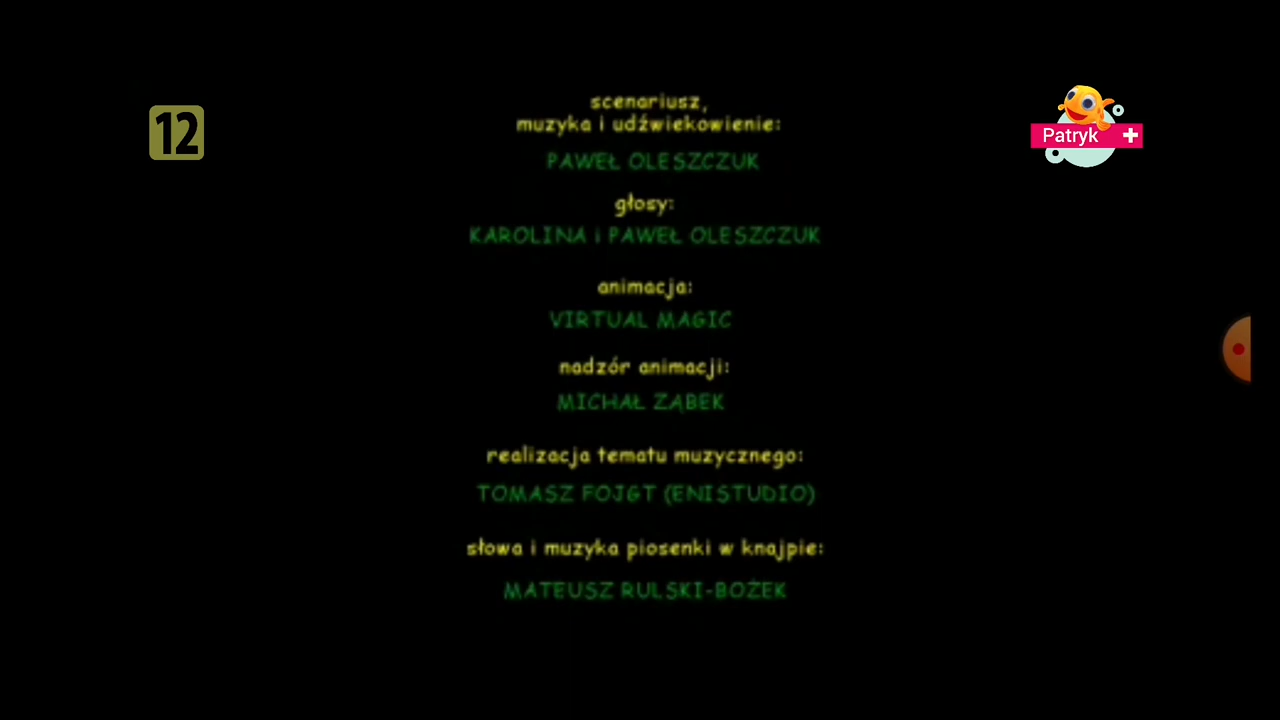 12
Patryk +
scenariusz,
muzyka i udźwiekowienie:
PAWEŁ OLESZCZUK
głosy:
KAROLINA i PAWEŁ OLESZCZUK
animacja:
VIRTUAL MAGIC
nadzór animacji:
MICHAŁ ZĄBEK
realizacja tematu muzycznego:
TOMASZ FOJGT (ENISTUDIO)
słowa i muzyka piosenki w knajpie:
MATEUSZ RULSKI-BOŻEK